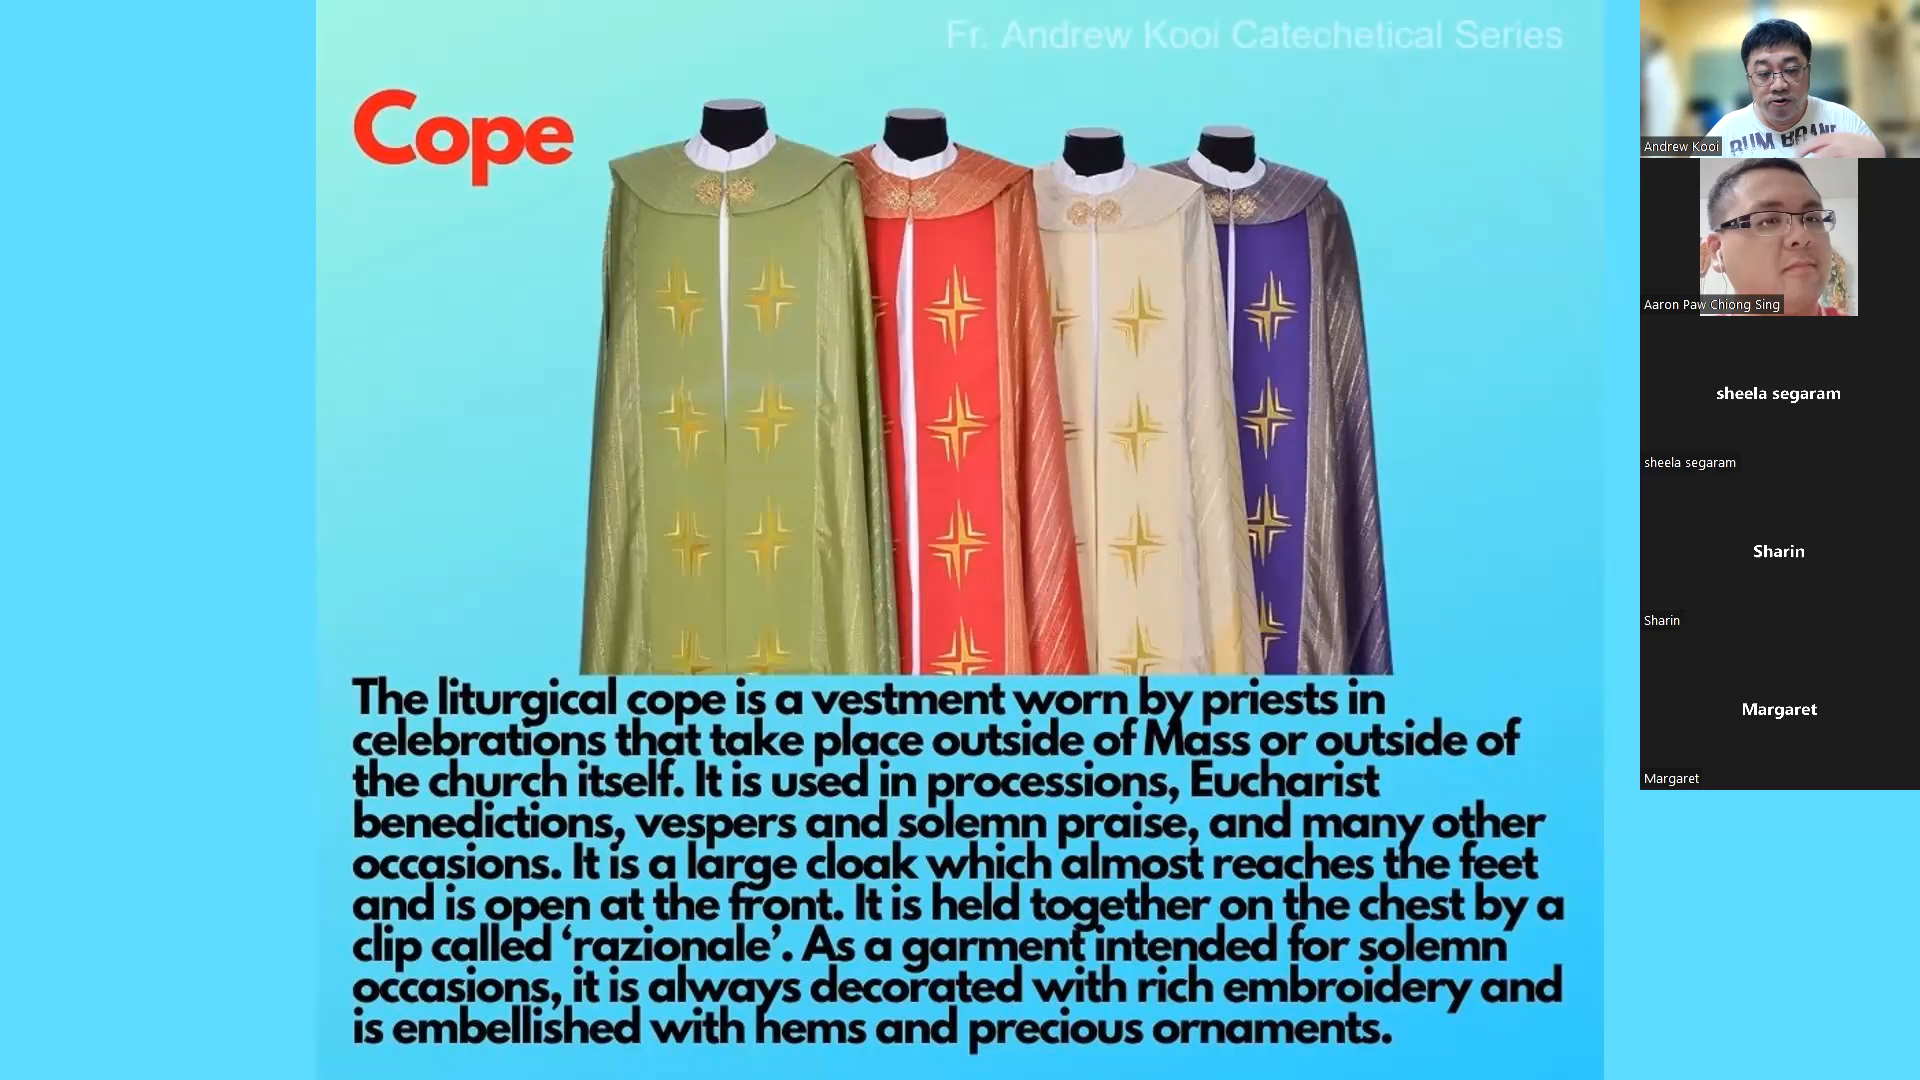 Fr. Andrew Kooi Catechetical Series
Cope
The liturgical cope is a vestment worn by priests in
celebrations that take place outside of Mass or outside of
the church itself. It is used in processions, Eucharist
benedictions, vespers and solemn praise, and many other
occasions. It is a large cloak which almost reaches the feet
and is open at the front. It is held together on the chest by a
clip called ‘razionale’. As a garment intended for solemn
occasions, it is always decorated with rich embroidery and
is embellished with hems and precious ornaments.
BUM
Andrew Kooi
Aaron Paw Chiong Sing
sheela segaram
sheela segaram
Sharin
Sharin
Margaret
Margaret